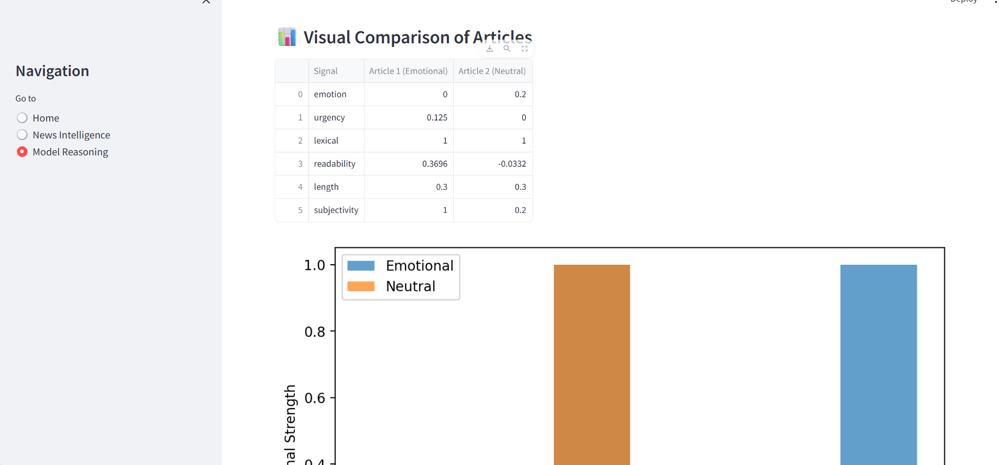 Deploy
Visual Comparison of Articles
Navigation
Go to
Home
News Intelligence
Model Reasoning
Signal Article 1 (Emotional) Article 2 (Neutral)
0 emotion 0 0.2
1 urgency 0.125 0
2 lexical 1 1
3 readability 0.3696 -0.0332
4 length 0.3 0.3
5 subjectivity 1 0.2
Emotional
Neutral
1.0
0.8
0.6
0.4
nal Strength